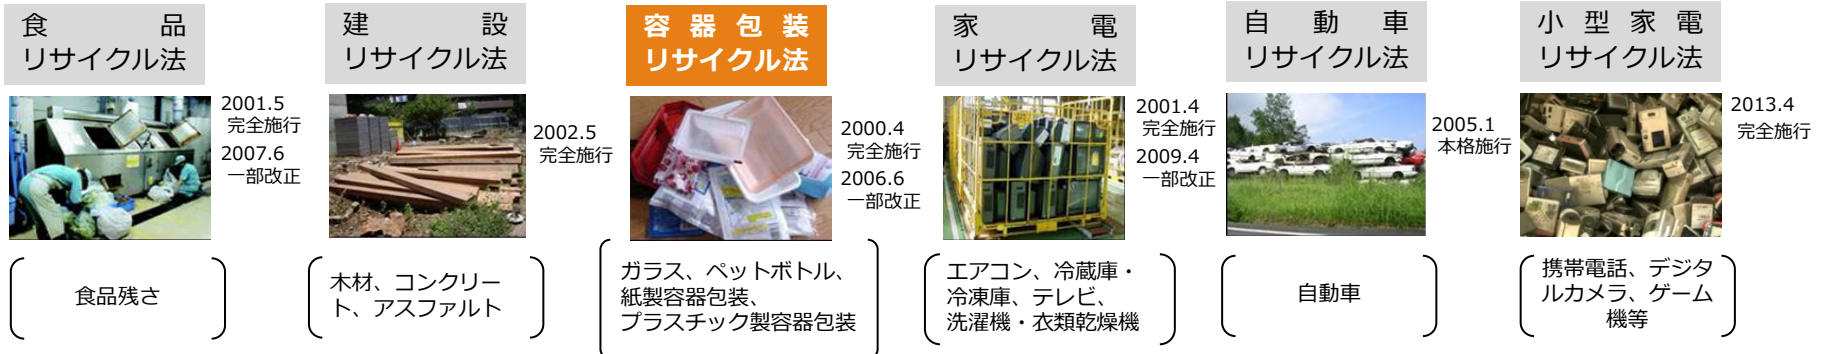 食品
リサイクル法
2001.5
完全施行
2007.6
一部改正
食品残さ
建設
リサイクル法
2002.5
完全施行
木材、コンクリー
ト、アスファルト
容器包装
リサイクル法
2000.4
完全施行
2006.6
一部改正
ガラス、ペットボトル、
紙製容器包装、
プラスチック製容器包装
家電
リサイクル法
2001.4
完全施行
2009.4
一部改正
エアコン、冷蔵庫・
冷凍庫、テレビ、
洗濯機・衣類乾燥機
自動車
リサイクル法
2005.1
本格施行
自動車
小型家電
リサイクル法
2013.4
完全施行
携帯電話、デジタ
ルカメラ、ゲーム
機等